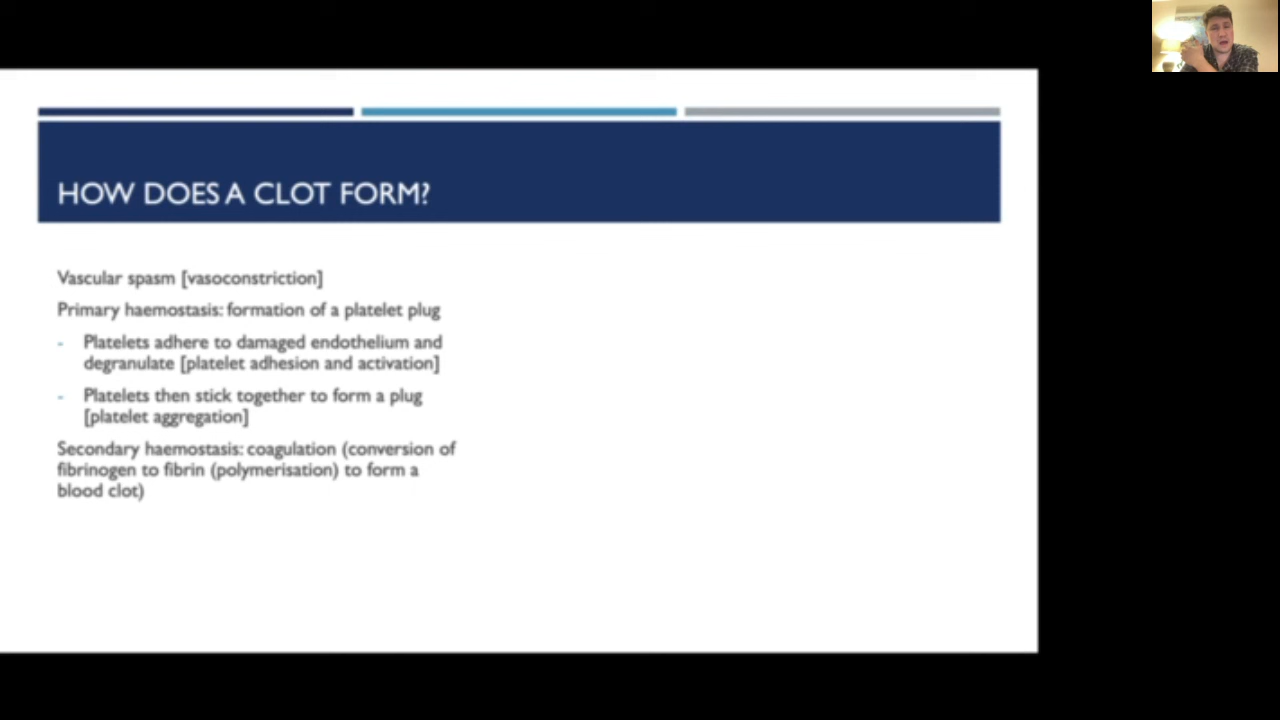 HOW DOES A CLOT FORM?
Vascular spasm [vasoconstriction]
Primary haemostasis: formation of a platelet plug
- Platelets adhere to damaged endothelium and
degranulate [platelet adhesion and activation]
- Platelets then stick together to form a plug
[platelet aggregation]
Secondary haemostasis: coagulation (conversion of
fibrinogen to fibrin (polymerisation) to form a
blood clot)